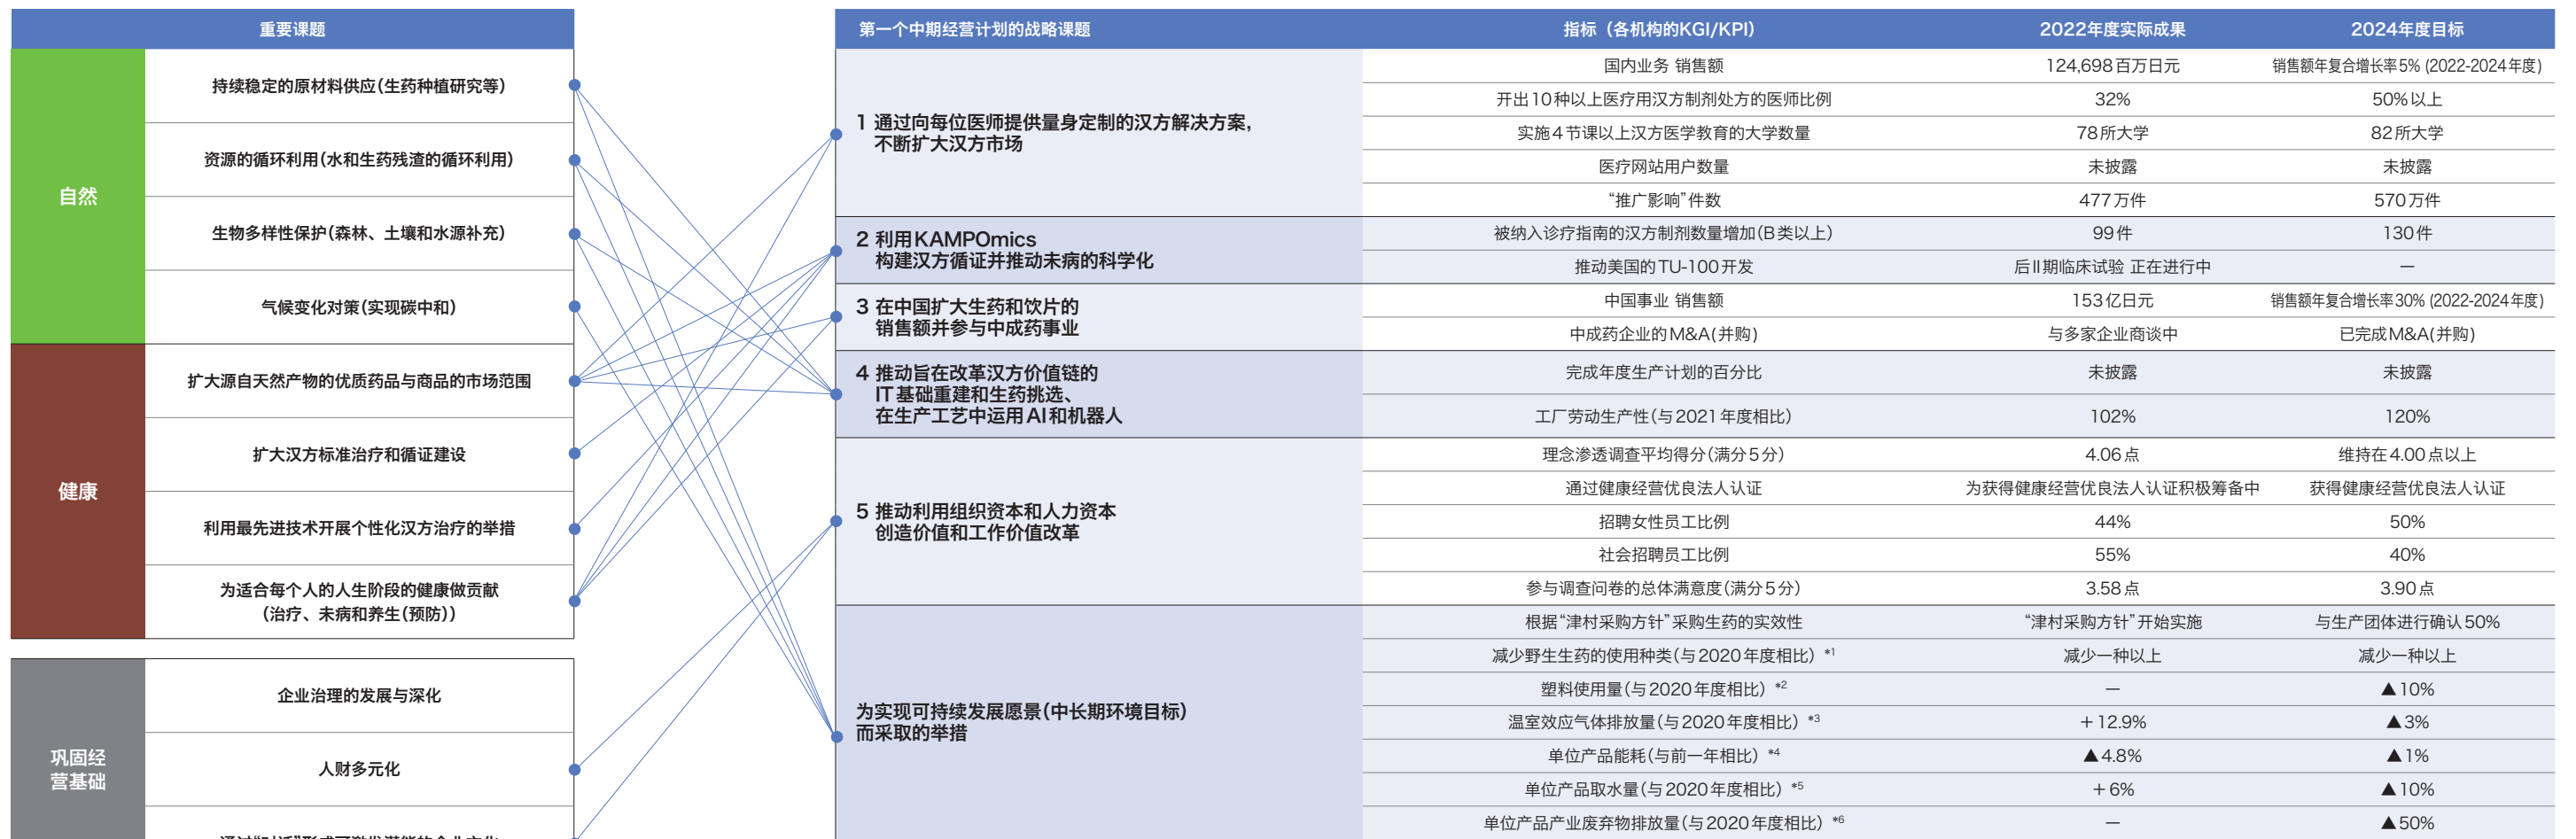 重要课题
自然
持续稳定的原材料供应(生药种植研究等)
资源的循环利用(水和生药残渣的循环利用)
生物多样性保护(森林、土壤和水源补充)
气候变化对策(实现碳中和)
健康
扩大源自天然产物的优质药品与商品的市场范围
扩大汉方标准治疗和循证建设
利用最先进技术开展个性化汉方治疗的举措
为适合每个人的人生阶段的健康做贡献
(治疗、未病和养生(预防))
巩固经
营基础
企业治理的发展与深化
人财多元化
第一个中期经营计划的战略课题 指标（各机构的KGI/KPI） 2022年度实际成果 2024年度目标
1 通过向每位医师提供量身定制的汉方解决方案，
不断扩大汉方市场
国内业务 销售额 124,698百万日元 销售额年复合增长率5% (2022-2024年度)
开出10种以上医疗用汉方制剂处方的医师比例 32% 50%以上
实施4节课以上汉方医学教育的大学数量 78所大学 82所大学
医疗网站用户数量 未披露 未披露
“推广影响”件数 477万件 570万件
2 利用KAMPOmics
构建汉方循证并推动未病的科学化
被纳入诊疗指南的汉方制剂数量增加(B类以上) 99件 130件
推动美国的TU-100开发 后II期临床试验 正在进行中 —
3 在中国扩大生药和饮片的
销售额并参与中成药事业
中国事业 销售额 153亿日元 销售额年复合增长率30% (2022-2024年度)
中成药企业的M&A(并购) 与多家企业商谈中 已完成M&A(并购)
4 推动旨在改革汉方价值链的
IT基础重建和生药挑选、
在生产工艺中运用AI和机器人
完成年度生产计划的百分比 未披露 未披露
工厂劳动生产性(与2021年度相比) 102% 120%
5 推动利用组织资本和人力资本
创造价值和工作价值改革
理念渗透调查平均得分(满分5分) 4.06点 维持在4.00点以上
通过健康经营优良法人认证 为获得健康经营优良法人认证积极筹备中 获得健康经营优良法人认证
招聘女性员工比例 44% 50%
社会招聘员工比例 55% 40%
参与调查问卷的总体满意度(满分5分) 3.58点 3.90点
为实现可持续发展愿景(中长期环境目标)
而采取的举措
根据“津村采购方针”采购生药的实效性 “津村采购方针”开始实施 与生产团体进行确认50%
减少野生生药的使用种类(与2020年度相比) *1 减少一种以上 减少一种以上
塑料使用量(与2020年度相比) *2 — ▲10%
温室效应气体排放量(与2020年度相比) *3 +12.9% ▲3%
单位产品能耗(与前一年相比) *4 ▲4.8% ▲1%
单位产品取水量(与2020年度相比) *5 +6% ▲10%
单位产品产业废弃物排放量(与2020年度相比) *6 — ▲50%